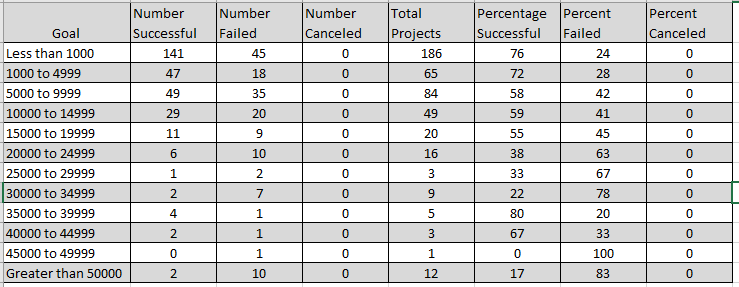 Goal Number Successful Number Failed Number Canceled Total Projects Percentage Successful Percent Failed Percent Canceled
Less than 1000 141 45 0 186 76 24 0
1000 to 4999 47 18 0 65 72 28 0
5000 to 9999 49 35 0 84 58 42 0
10000 to 14999 29 20 0 49 59 41 0
15000 to 19999 11 9 0 20 55 45 0
20000 to 24999 6 10 0 16 38 63 0
25000 to 29999 1 2 0 3 33 67 0
30000 to 34999 2 7 0 9 22 78 0
35000 to 39999 4 1 0 5 80 20 0
40000 to 44999 2 1 0 3 67 33 0
45000 to 49999 0 1 0 1 0 100 0
Greater than 50000 2 10 0 12 17 83 0